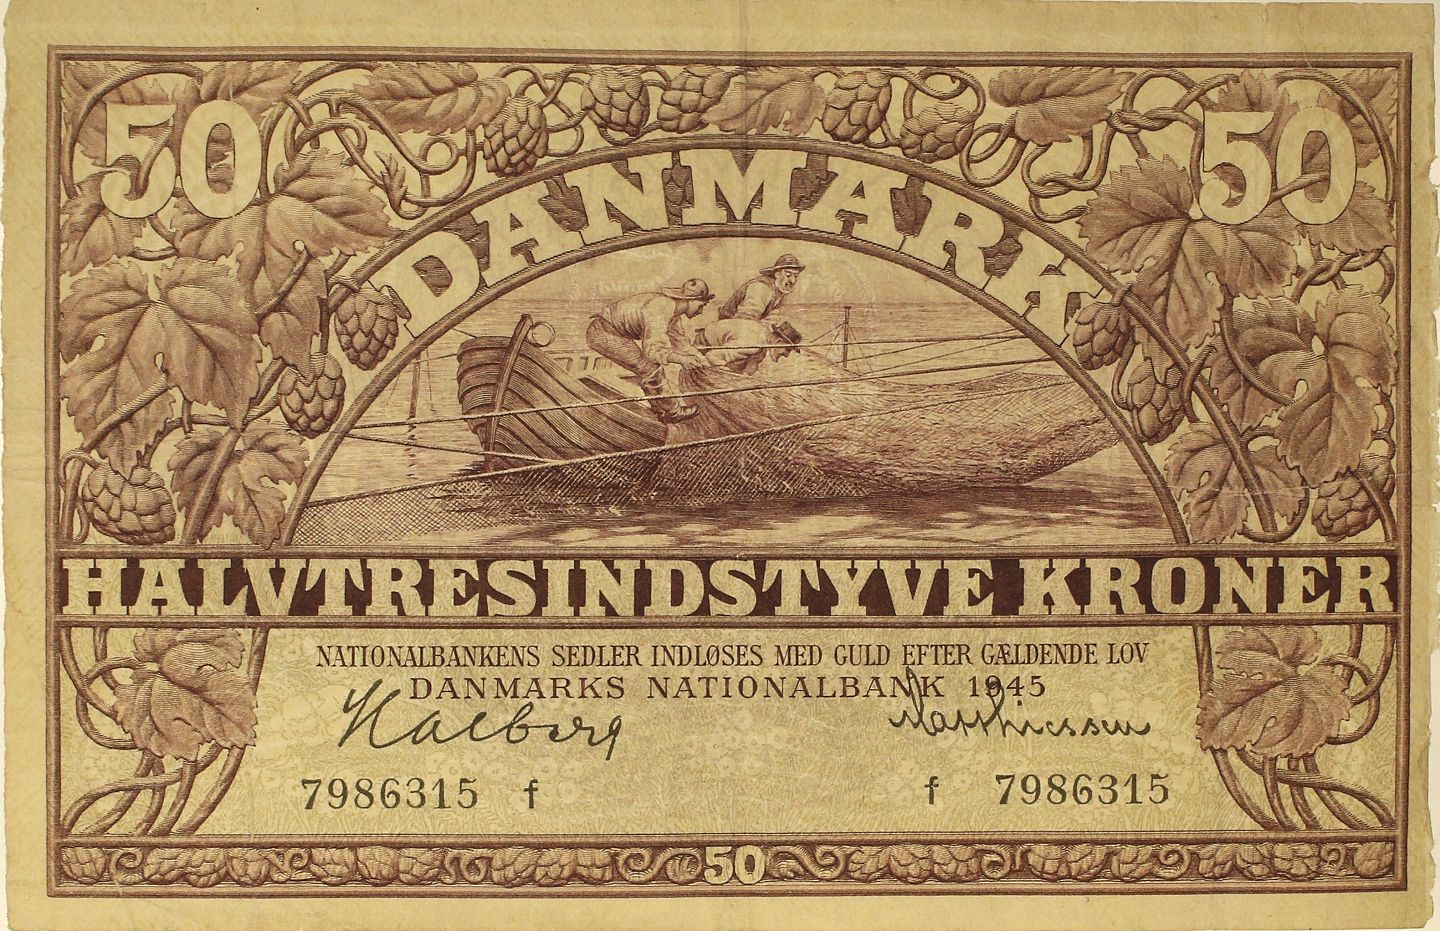 50 50
DANMARK
HALVTRESINDSTYVE KRONER
NATIONALBANKENS SEDLER INDLØSES MED GULD EFTER GÆLDENDE LOV
DANMARKS NATIONALBANK 1945
Halberg
7986315 f f 7986315
50